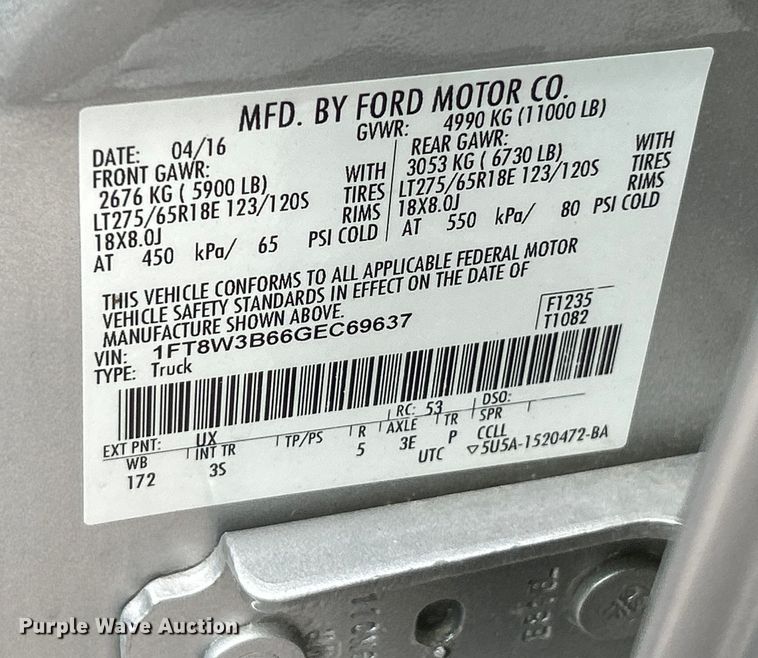 MFD. BY FORD MOTOR CO.
DATE: 04/16
GVWR: 4990 KG (11000 LB)
FRONT GAWR:
2676 KG ( 5900 LB) WITH
LT275/65R18E 123/120S TIRES
18X8.0J RIMS
AT 450 kPa/ 65 PSI COLD
REAR GAWR:
3053 KG ( 6730 LB) WITH
LT275/65R18E 123/120S TIRES
18X8.0J RIMS
AT 550 kPa/ 80 PSI COLD
THIS VEHICLE CONFORMS TO ALL APPLICABLE FEDERAL MOTOR
VEHICLE SAFETY STANDARDS IN EFFECT ON THE DATE OF
MANUFACTURE SHOWN ABOVE.
VIN: 1FT8W3B66GEC69637
TYPE: Truck
F1235
T1082
EXT PNT: UX RC: 53 DSO:
WB INT TR TP/PS R AXLE TR SPR
172 3S 5 3E P CCLL
UTC ▽5U5A-1520472-BA
Purple Wave Auction